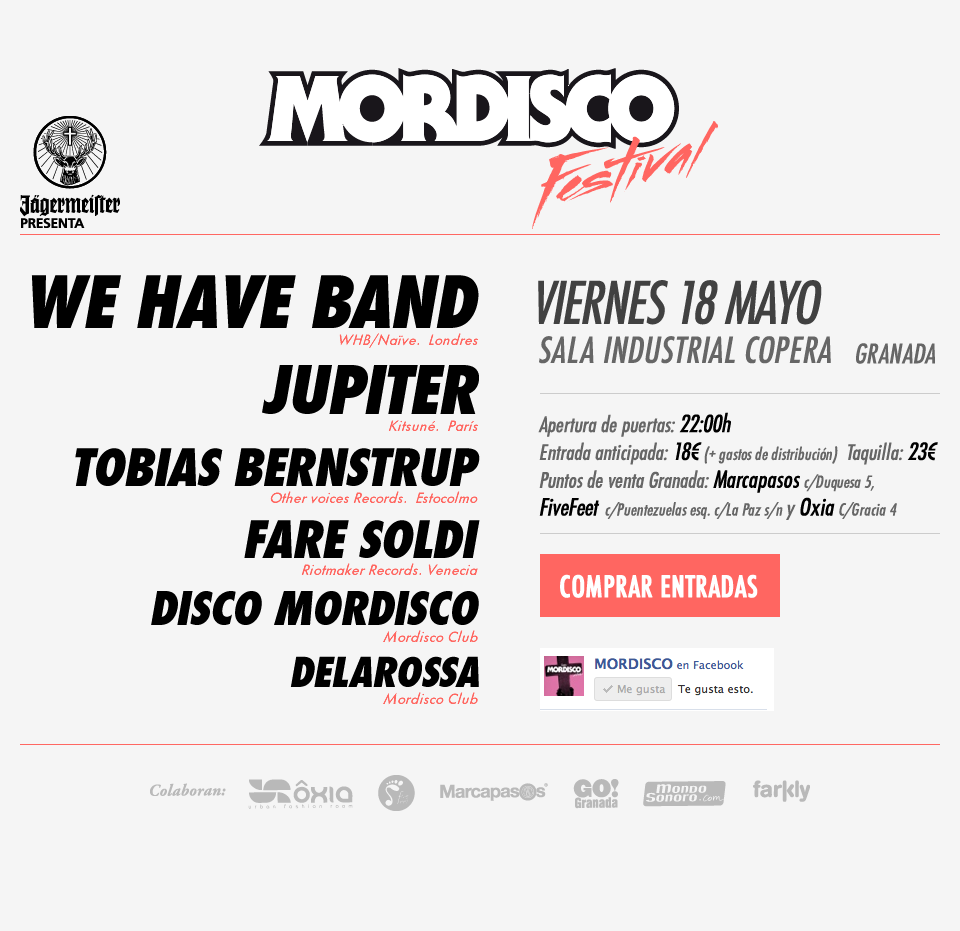 MORDISCO
Festival
Jägermeister
PRESENTA
WE HAVE BAND
WHB/Naïve. Londres
JUPITER
Kitsuné. París
TOBIAS BERNSTRUP
Other voices Records. Estocolmo
FARE SOLDI
Riotmaker Records. Venecia
DISCO MORDISCO
Mordisco Club
DELAROSSA
Mordisco Club
VIERNES 18 MAYO
SALA INDUSTRIAL COPERA GRANADA
Apertura de puertas: 22:00h
Entrada anticipada: 18€ (+ gastos de distribución) Taquilla: 23€
Puntos de venta Granada: Marcapasos c/Duquesa 5,
FiveFeet c/Puentezuelas esq. c/La Paz s/n y Oxia C/Gracia 4
COMPRAR ENTRADAS
MORDISCO
MORDISCO en Facebook
Me gusta Te gusta esto.
Colaboran:
ôxia
urban fashion room
Marcapasos
GO!
Granada
MONDO
SONORO.com
farkly